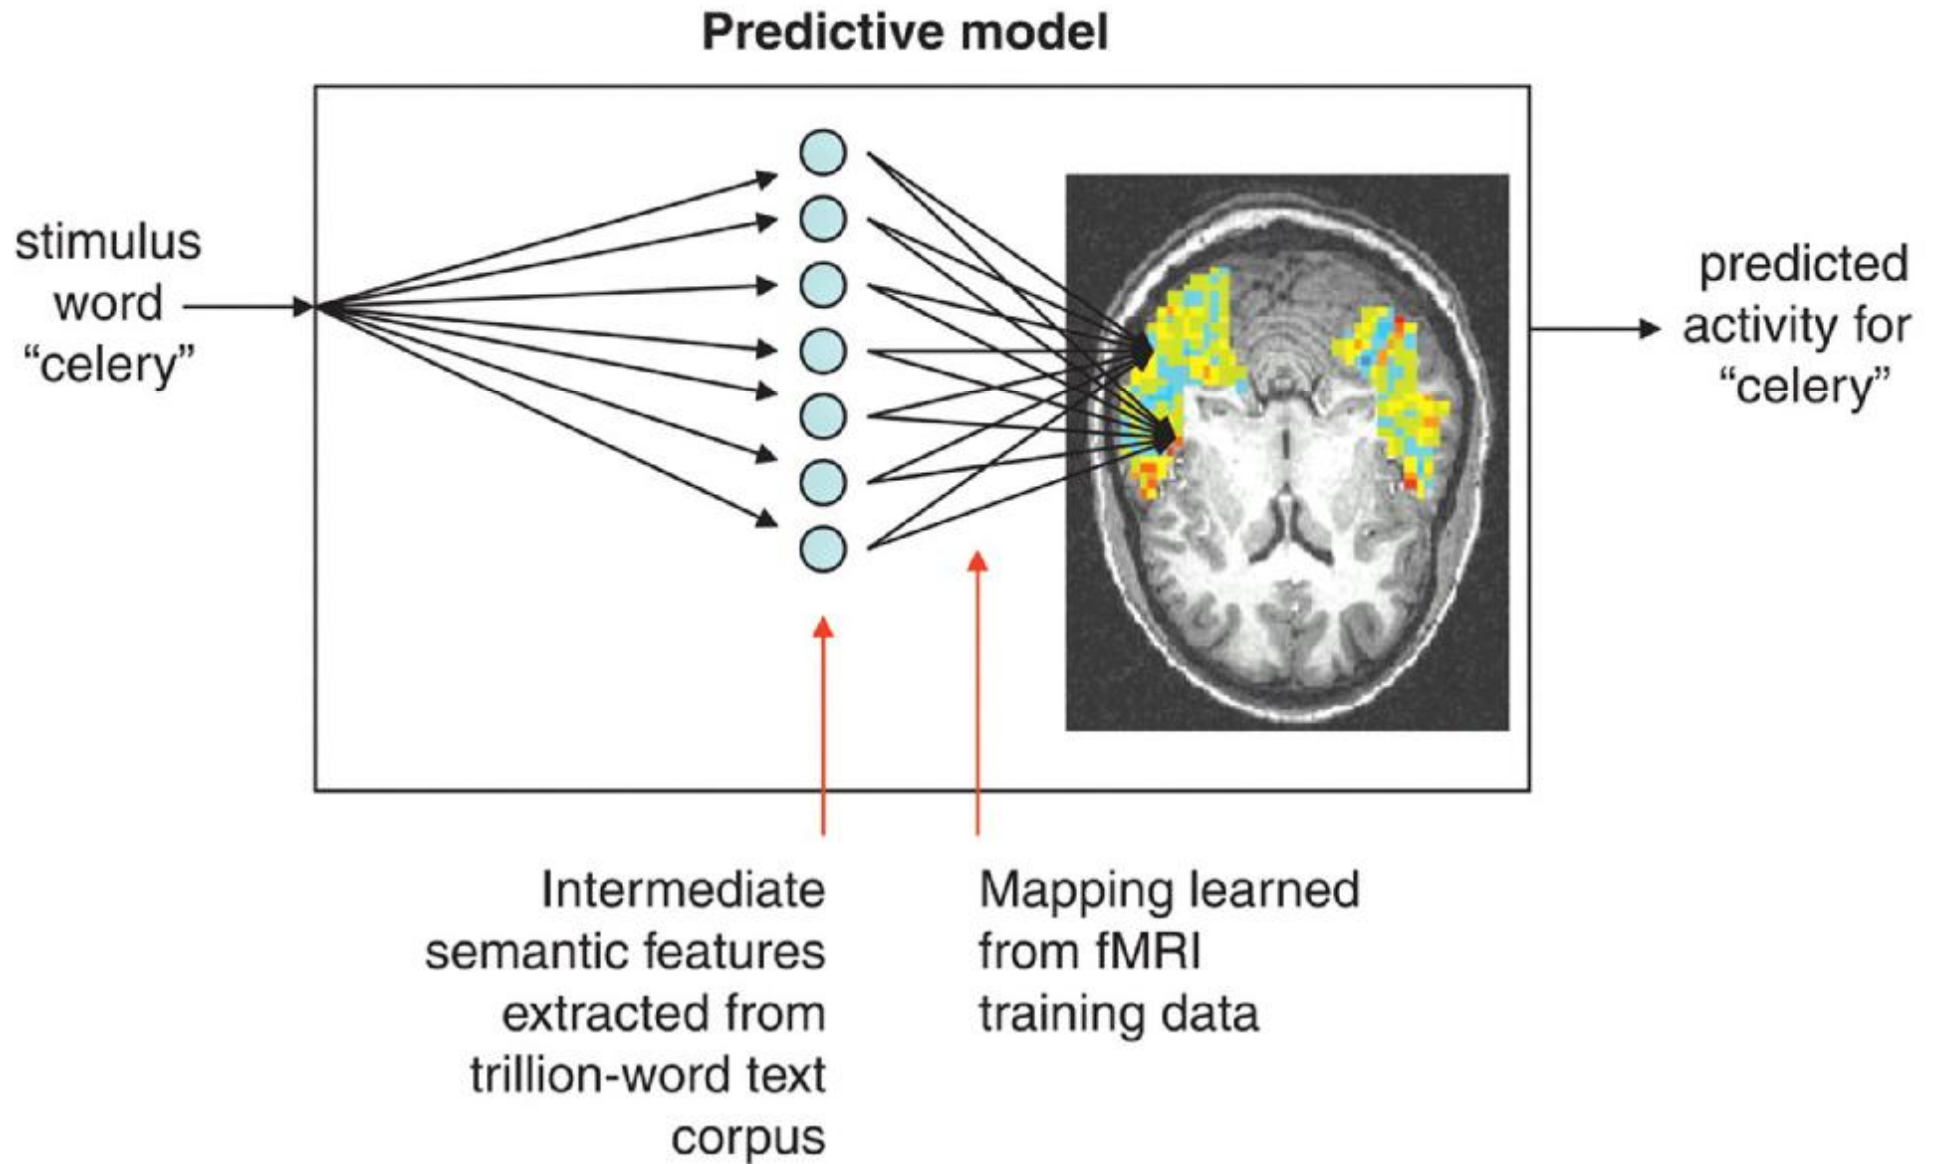 Predictive model
stimulus
word
“celery”
predicted
activity for
“celery”
Intermediate
semantic features
extracted from
trillion-word text
corpus
Mapping learned
from fMRI
training data